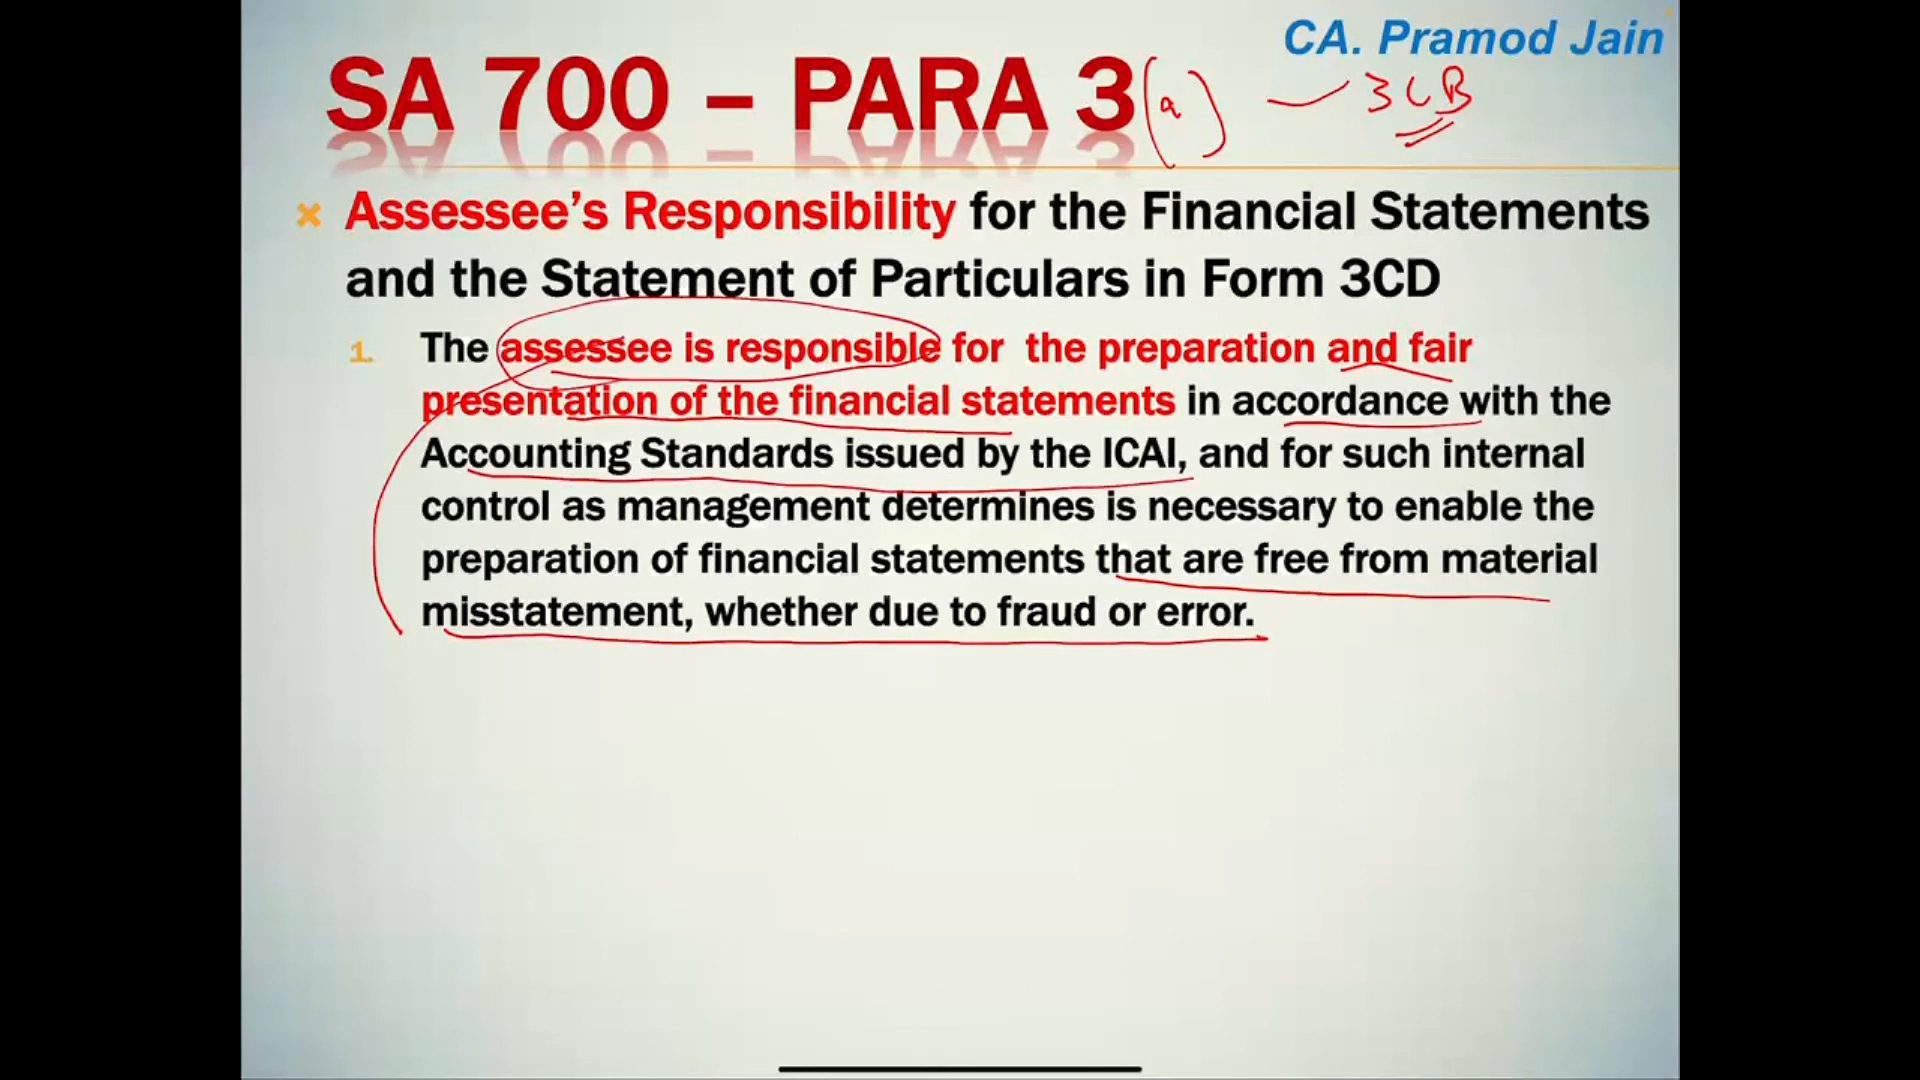 CA. Pramod Jain
SA 700 – PARA 3 (a) — 3CB
Assessee’s Responsibility for the Financial Statements
and the Statement of Particulars in Form 3CD
1. The assessee is responsible for the preparation and fair
presentation of the financial statements in accordance with the
Accounting Standards issued by the ICAI, and for such internal
control as management determines is necessary to enable the
preparation of financial statements that are free from material
misstatement, whether due to fraud or error.